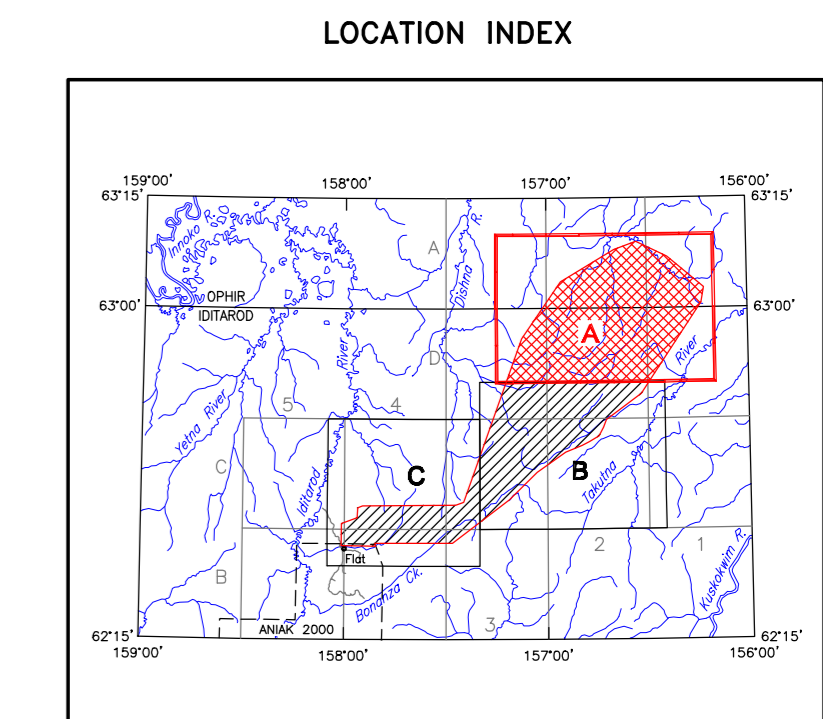 LOCATION INDEX
159°00' 158°00' 157°00' 156°00'
63°15' 63°15'
Innoko R.
Dishna R.
A
OPHIR
63°00' 63°00'
IDITAROD
A
River
River
D
Yetna River
5 4
C
C
B
Iditarod
Takutna
Flat
2 1
B
Bonanza Ck.
Kuskokwim R.
3
ANIAK 2000
62°15' 62°15'
159°00' 158°00' 157°00' 156°00'